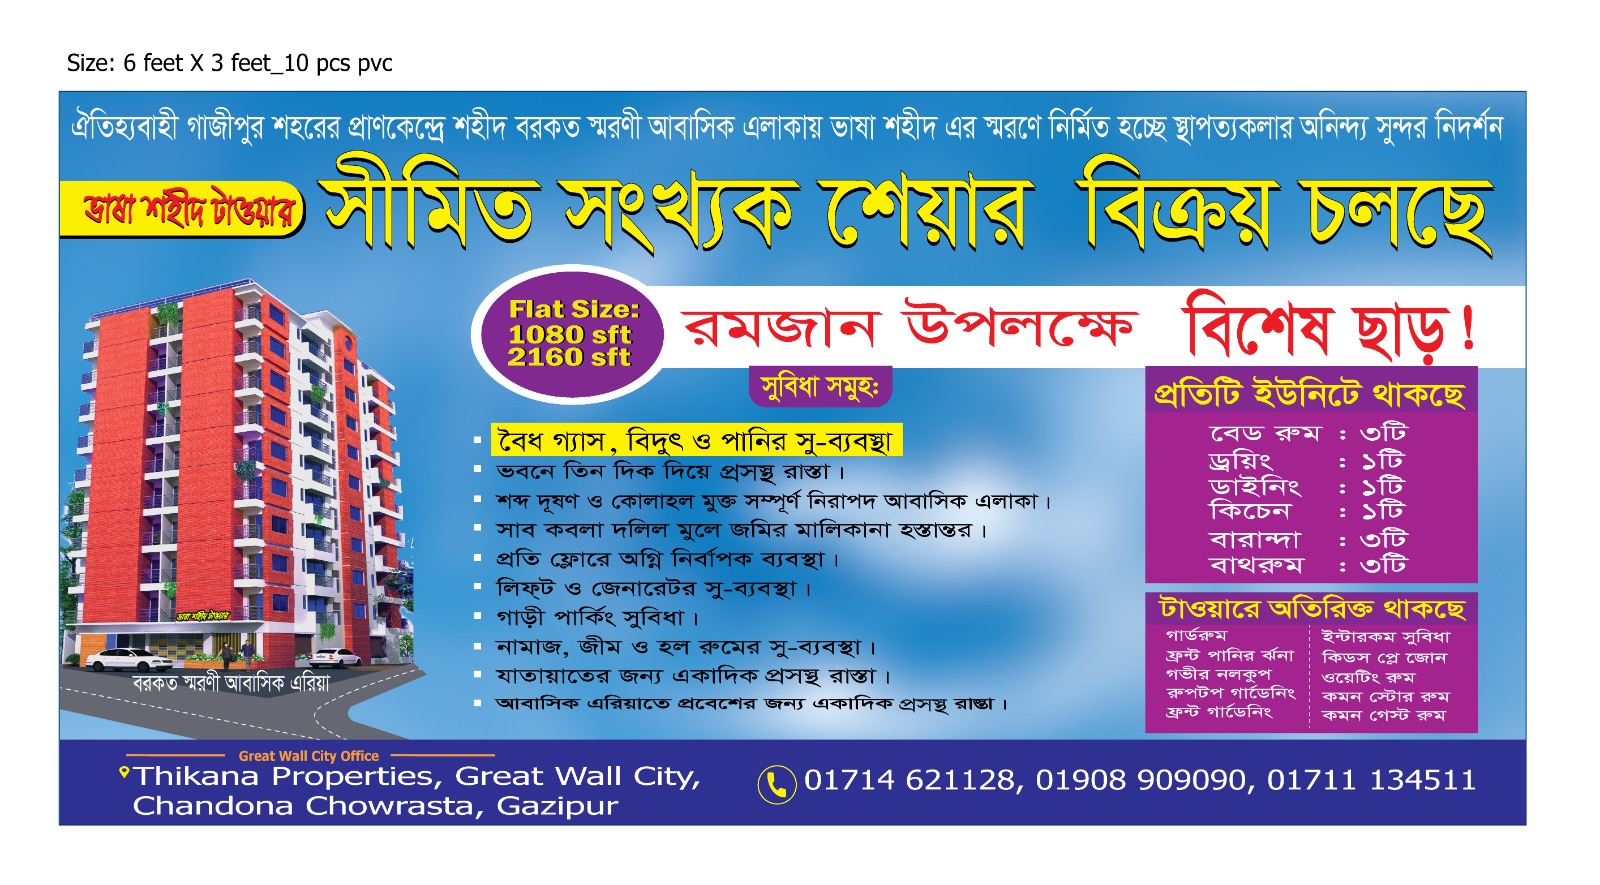 Size: 6 feet X 3 feet_10 pcs pvc
ঐতিহ্যবাহী গাজীপুর শহরের প্রাণকেন্দ্রে শহীদ বরকত স্মরণী আবাসিক এলাকায় ভাষা শহীদ এর স্মরণে নির্মিত হচ্ছে স্থাপত্যকলার অনিন্দ্য সুন্দর নিদর্শন
ভাষা শহীদ টাওয়ার
সীমিত সংখ্যক শেয়ার বিক্রয় চলছে
Flat Size:
1080 sft
2160 sft
রমজান উপলক্ষে বিশেষ ছাড়!
সুবিধা সমুহ:
বৈধ গ্যাস, বিদুৎ ও পানির সু-ব্যবস্থা
ভবনে তিন দিক দিয়ে প্রসস্থ রাস্তা।
শব্দ দূষণ ও কোলাহল মুক্ত সম্পূর্ণ নিরাপদ আবাসিক এলাকা।
সাব কবলা দলিল মুলে জমির মালিকানা হস্তান্তর।
প্রতি ফ্লোরে অগ্নি নির্বাপক ব্যবস্থা।
লিফ্ট ও জেনারেটর সু-ব্যবস্থা।
গাড়ী পার্কিং সুবিধা।
নামাজ, জীম ও হল রুমের সু-ব্যবস্থা।
যাতায়াতের জন্য একাদিক প্রসস্থ রাস্তা।
আবাসিক এরিয়াতে প্রবেশের জন্য একাদিক প্রসস্থ রাস্তা।
প্রতিটি ইউনিটে থাকছে
বেড রুম : ৩টি
ড্রয়িং : ১টি
ডাইনিং : ১টি
কিচেন : ১টি
বারান্দা : ৩টি
বাথরুম : ৩টি
টাওয়ারে অতিরিক্ত থাকছে
গার্ডরুম
ফ্রন্ট পানির ঝর্না
গভীর নলকুপ
রুপটপ গার্ডেনিং
ফ্রন্ট গার্ডেনিং
ইন্টারকম সুবিধা
কিডস প্লে জোন
ওয়েটিং রুম
কমন স্টোর রুম
কমন গেস্ট রুম
ভাষা শহীদ টাওয়ার
বরকত স্মরণী আবাসিক এরিয়া
Great Wall City Office
Thikana Properties, Great Wall City,
Chandona Chowrasta, Gazipur
01714 621128, 01908 909090, 01711 134511